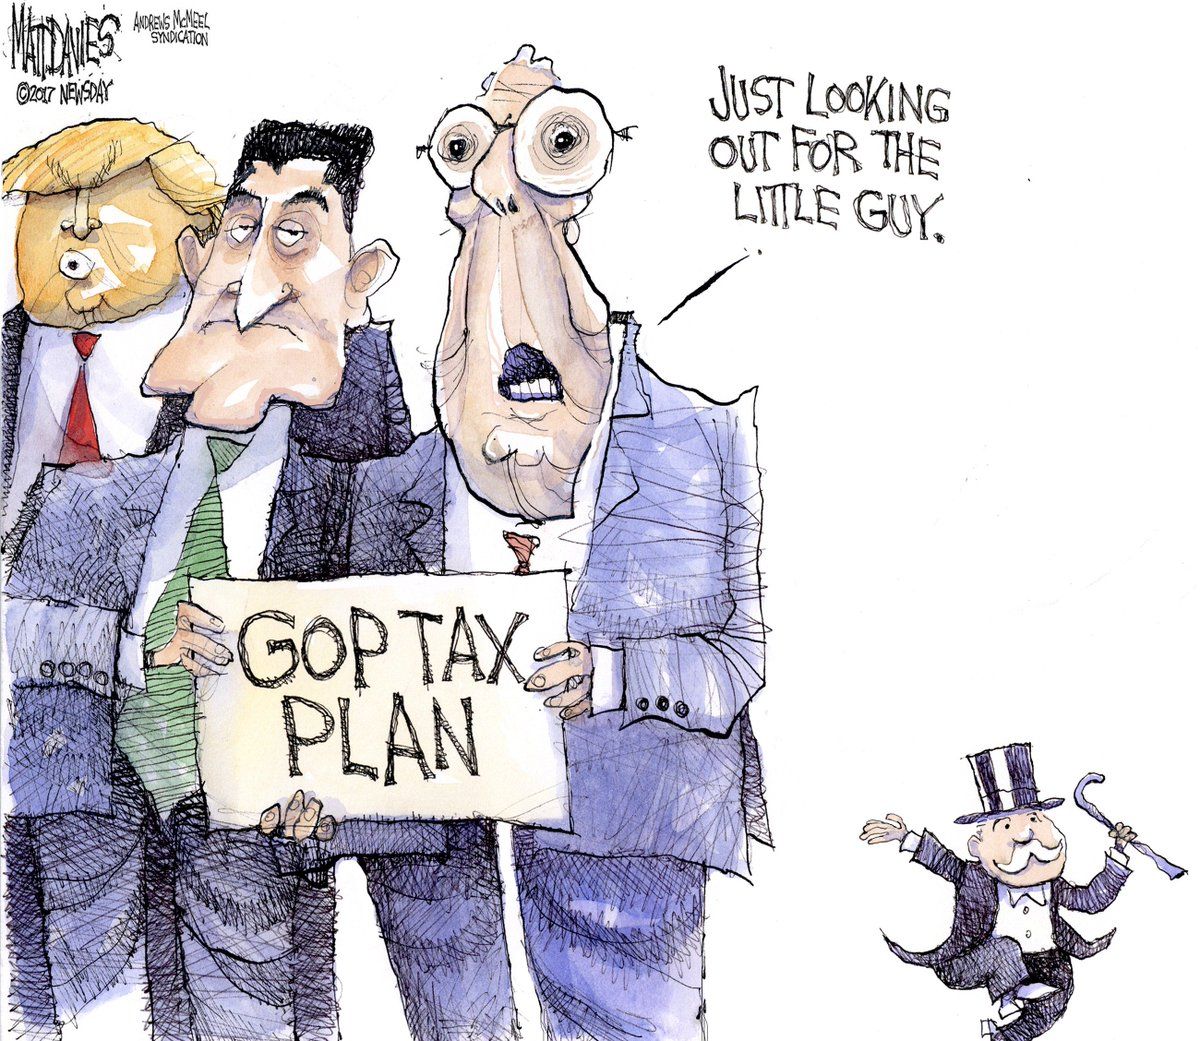 MATT DAVIES
©2017 NEWSDAY
ANDREWS MCMEEL
SYNDICATION
JUST LOOKING
OUT FOR THE
LITTLE GUY.
GOP TAX
PLAN